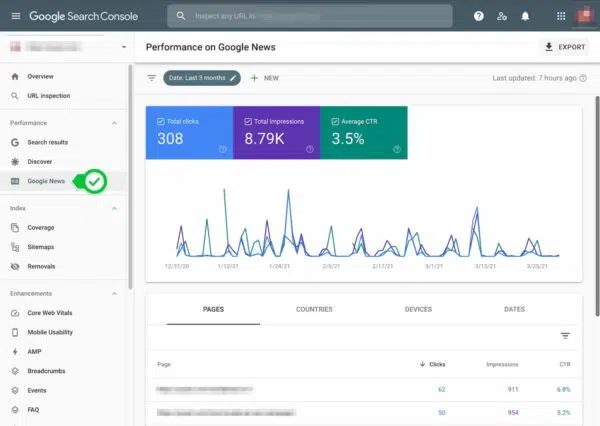 Google Search Console
Inspect any URL in
Performance on Google News
EXPORT
Date: Last 3 months
NEW
Last updated: 7 hours ago
Overview
URL inspection
Performance
Search results
Discover
Google News
Index
Coverage
Sitemaps
Removals
Enhancements
Core Web Vitals
Mobile Usability
AMP
Breadcrumbs
Events
FAQ
Total clicks
308
Total impressions
8.79K
Average CTR
3.5%
12/31/20
1/12/21
1/24/21
2/5/21
2/17/21
3/1/21
3/13/21
3/25/21
PAGES
COUNTRIES
DEVICES
DATES
Page
Clicks
Impressions
CTR
62
911
6.8%
50
954
5.2%